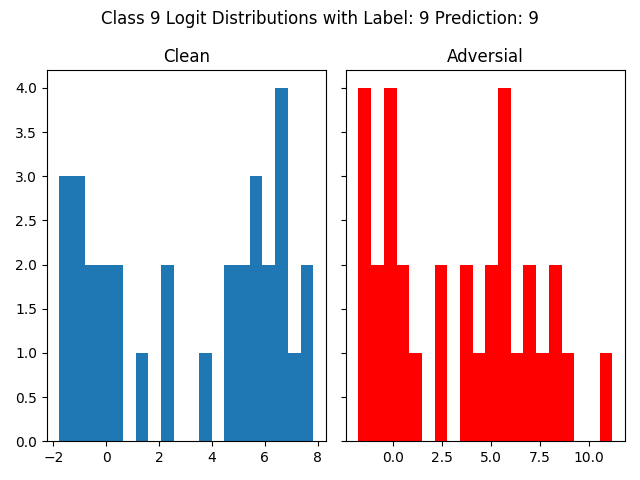 Class 9 Logit Distributions with Label: 9 Prediction: 9
Clean
Adversial
4.0
3.5
3.0
2.5
2.0
1.5
1.0
0.5
0.0
−2 0 2 4 6 8
0.0 2.5 5.0 7.5 10.0